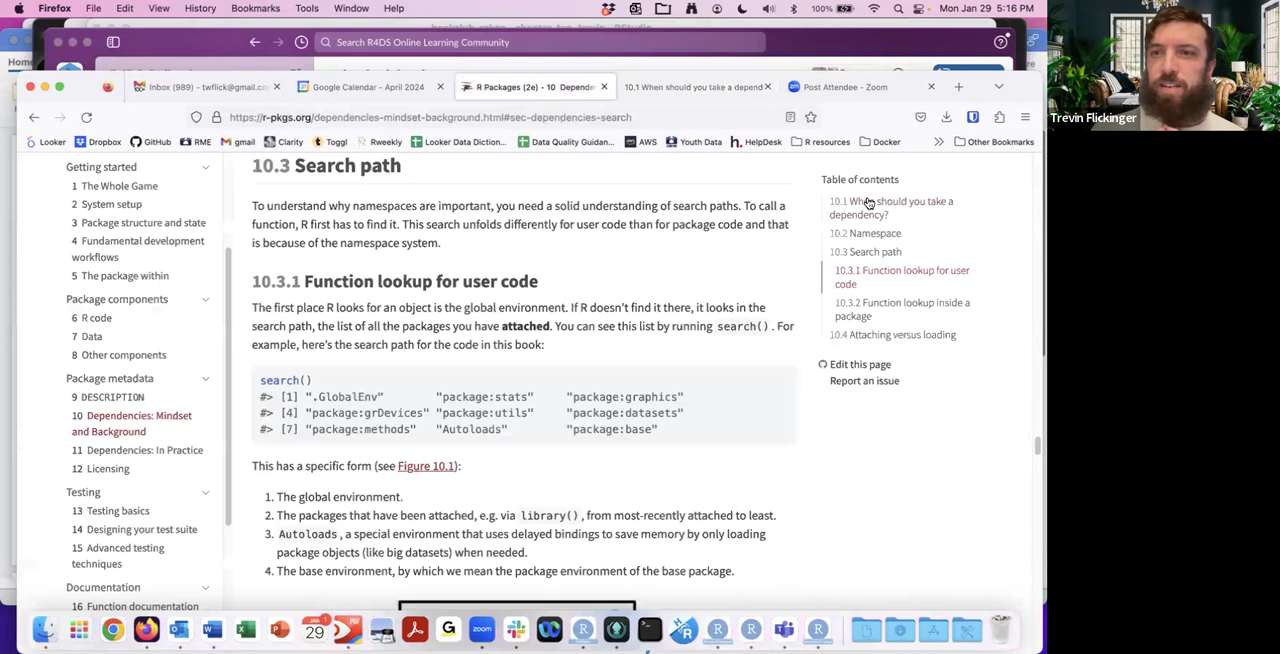 Firefox File Edit View History Bookmarks Tools Window Help
100% Mon Jan 29 5:16 PM
Home
Search R4DS Online Learning Community
Inbox (989) - twflick@gmail.cc
Google Calendar - April 2024
R Packages (2e) - 10 Depend
10.1 When should you take a depend
Post Attendee - Zoom
https://r-pkgs.org/dependencies-mindset-background.html#sec-dependencies-search
Looker Dropbox GitHub RME gmail Clarity Toggl Rweekly Looker Data Diction... Data Quality Guidan... AWS Youth Data HelpDesk R resources Docker Other Bookmarks
Getting started
1 The Whole Game
2 System setup
3 Package structure and state
4 Fundamental development
workflows
5 The package within
Package components
6 R code
7 Data
8 Other components
Package metadata
9 DESCRIPTION
10 Dependencies: Mindset
and Background
11 Dependencies: In Practice
12 Licensing
Testing
13 Testing basics
14 Designing your test suite
15 Advanced testing
techniques
Documentation
16 Function documentation
10.3 Search path
To understand why namespaces are important, you need a solid understanding of search paths. To call a
function, R first has to find it. This search unfolds differently for user code than for package code and that
is because of the namespace system.
10.3.1 Function lookup for user code
The first place R looks for an object is the global environment. If R doesn't find it there, it looks in the
search path, the list of all the packages you have attached. You can see this list by running search(). For
example, here's the search path for the code in this book:
search()
#> [1] ".GlobalEnv" "package:stats" "package:graphics"
#> [4] "package:grDevices" "package:utils" "package:datasets"
#> [7] "package:methods" "Autoloads" "package:base"
This has a specific form (see Figure 10.1):
1. The global environment.
2. The packages that have been attached, e.g. via library(), from most-recently attached to least.
3. Autoloads, a special environment that uses delayed bindings to save memory by only loading
package objects (like big datasets) when needed.
4. The base environment, by which we mean the package environment of the base package.
Table of contents
10.1 When should you take a
dependency?
10.2 Namespace
10.3 Search path
10.3.1 Function lookup for user
code
10.3.2 Function lookup inside a
package
10.4 Attaching versus loading
Edit this page
Report an issue
Trevin Flickinger
JAN
29
zoom